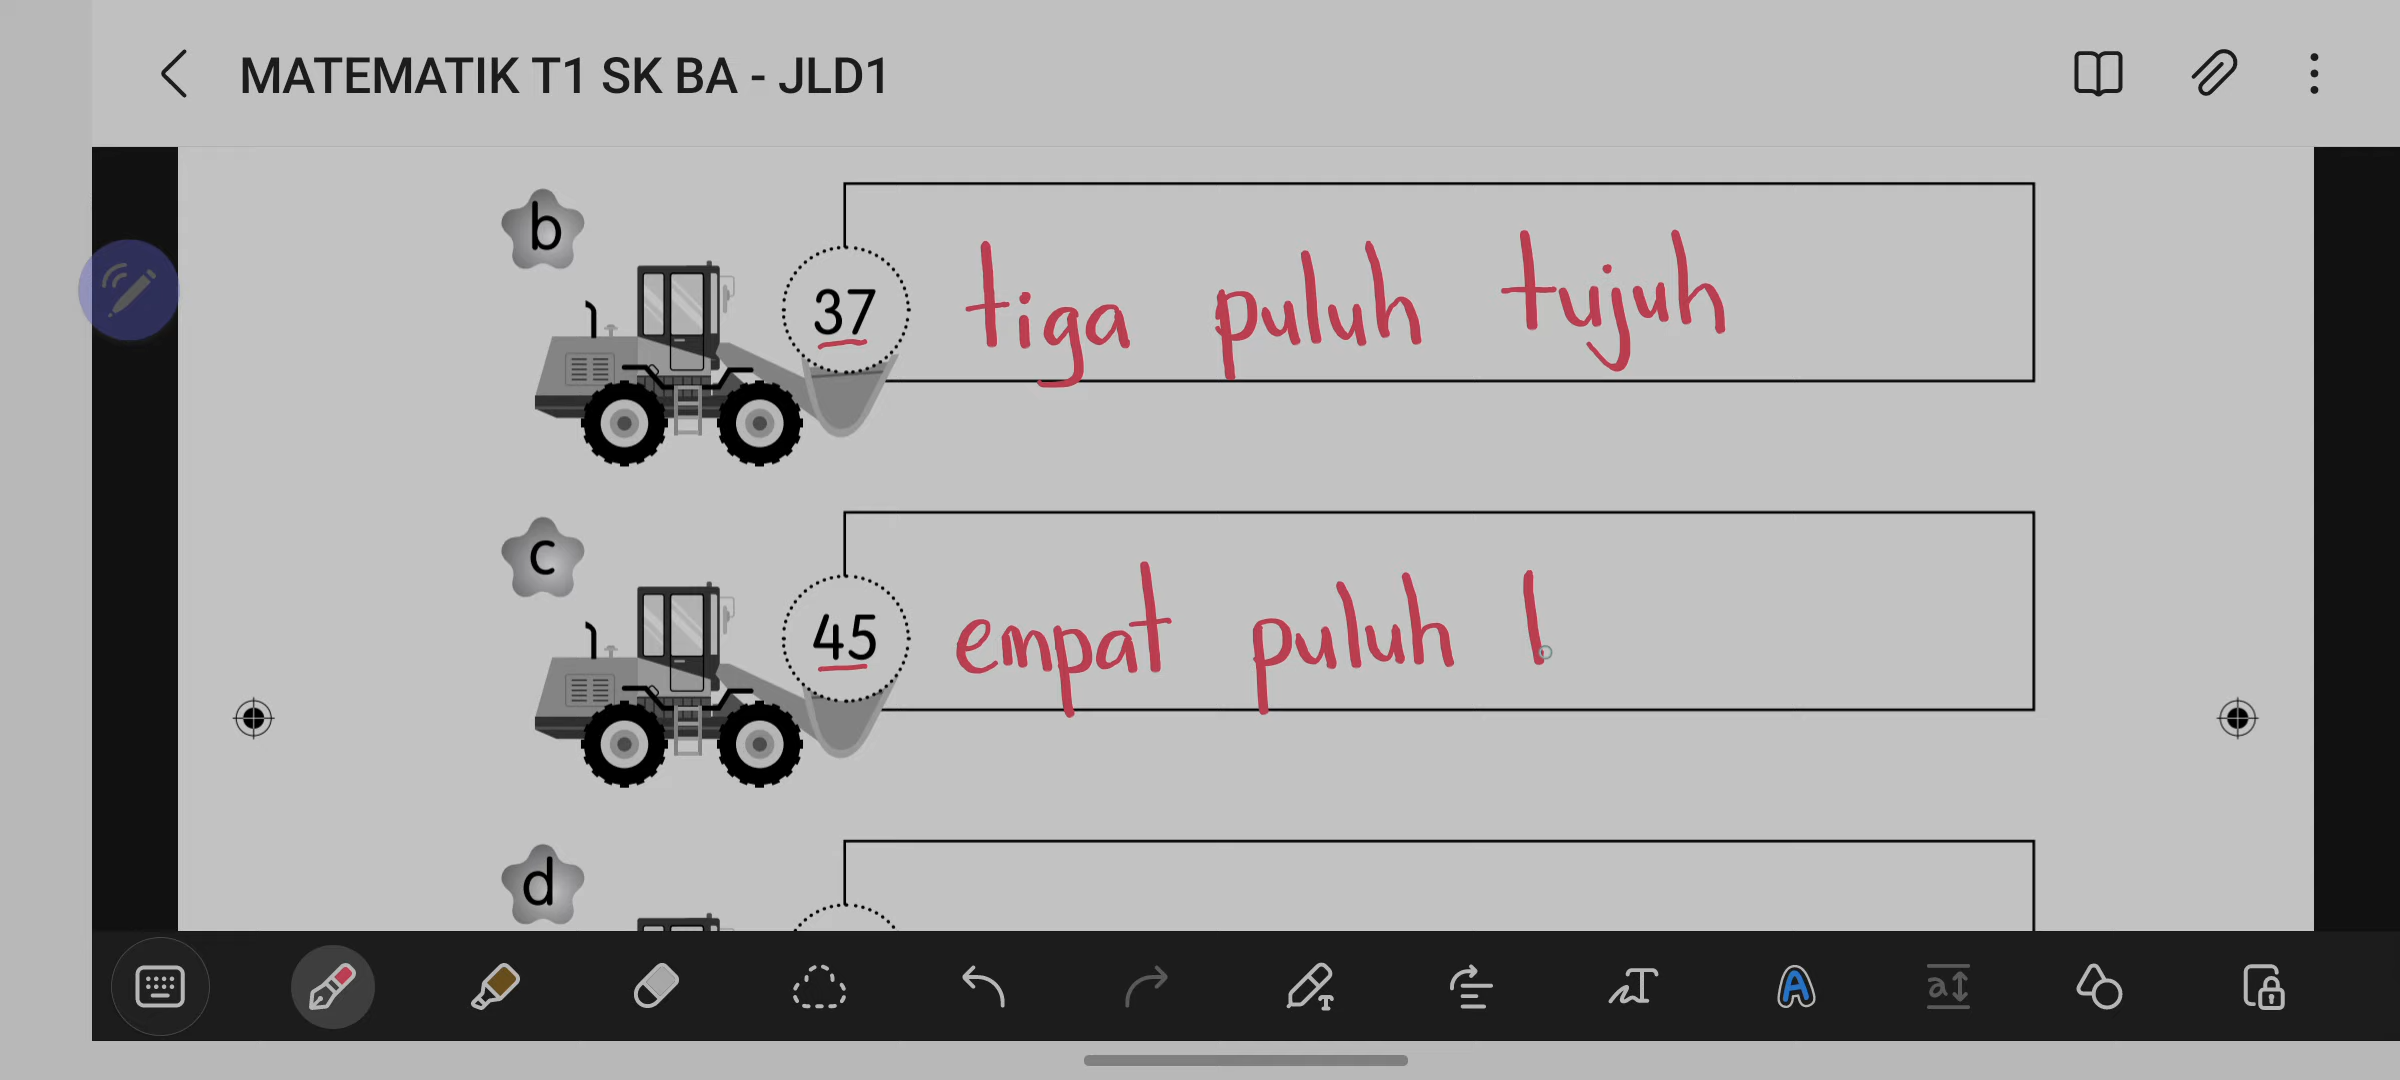 MATEMATIK T1 SK BA - JLD1
b
37 tiga puluh tujuh
c
45 empat puluh l
d